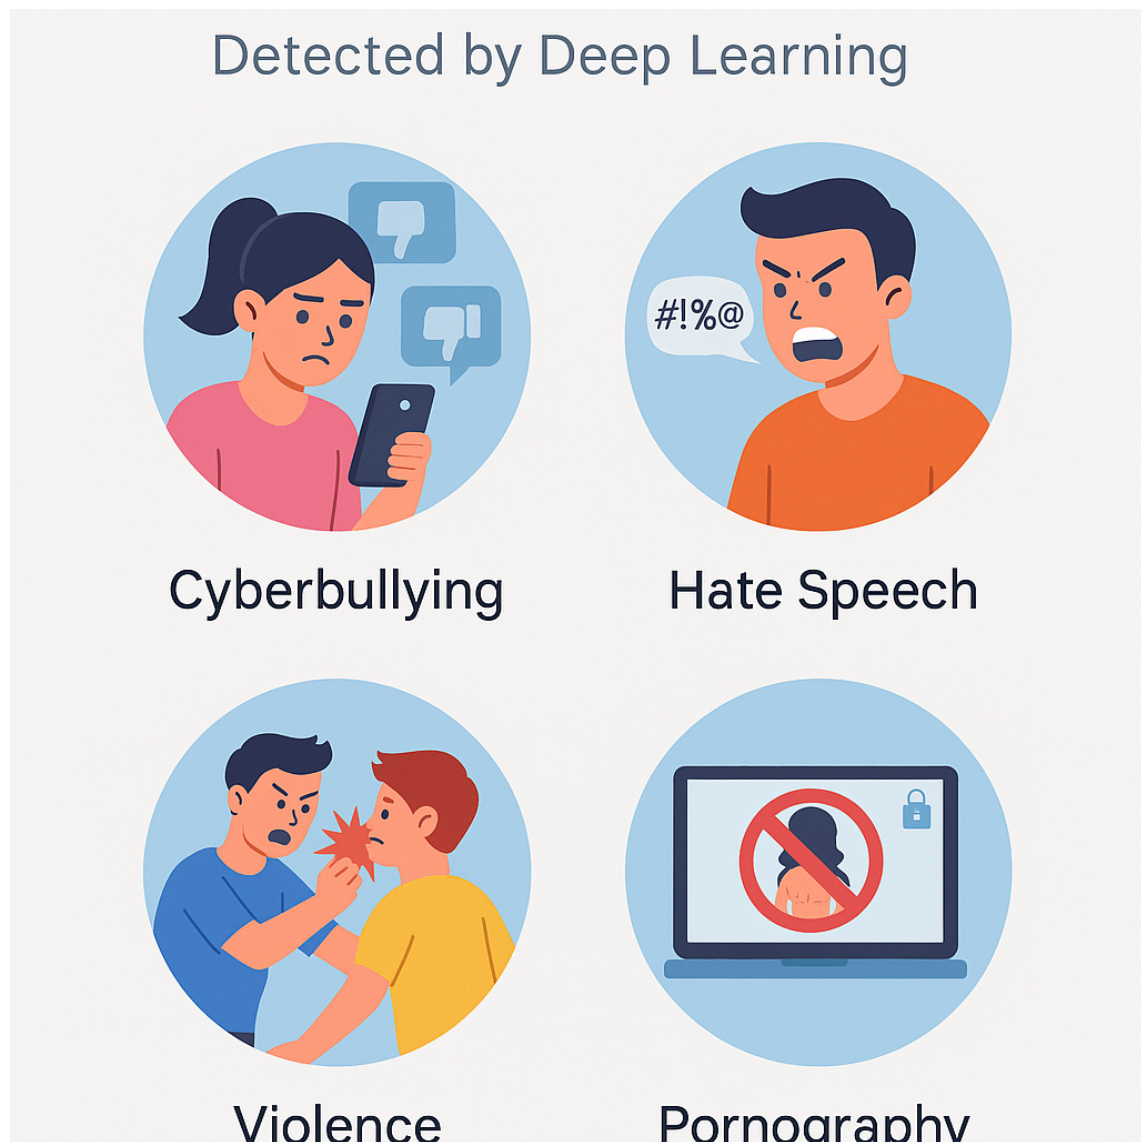 Detected by Deep Learning
#!%@
Cyberbullying
Hate Speech
Violence
Pornography